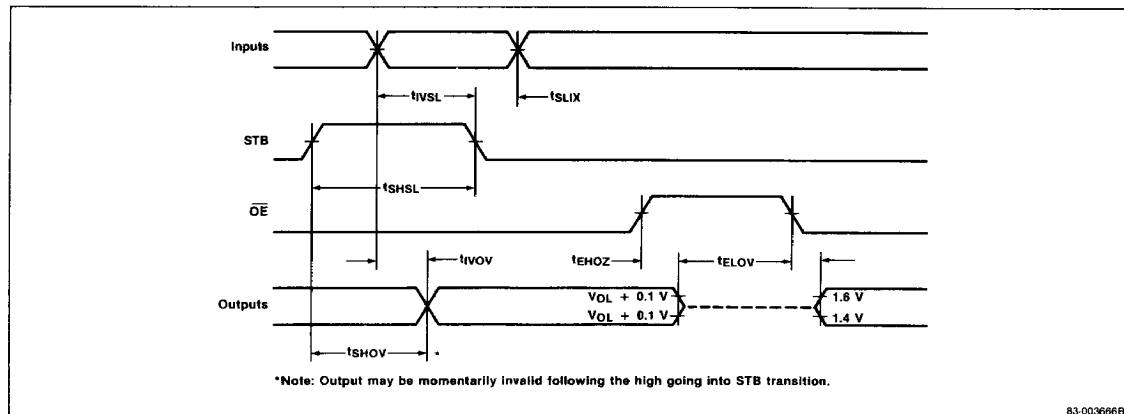 Inputs
tIVSL
tSLIX
STB
tSHSL
OE
tIVOV
tEHOZ
tELOV
Outputs
VOL + 0.1 V
1.6 V
VOL + 0.1 V
1.4 V
tSHOV
*
*Note: Output may be momentarily invalid following the high going into STB transition.
83-003666B